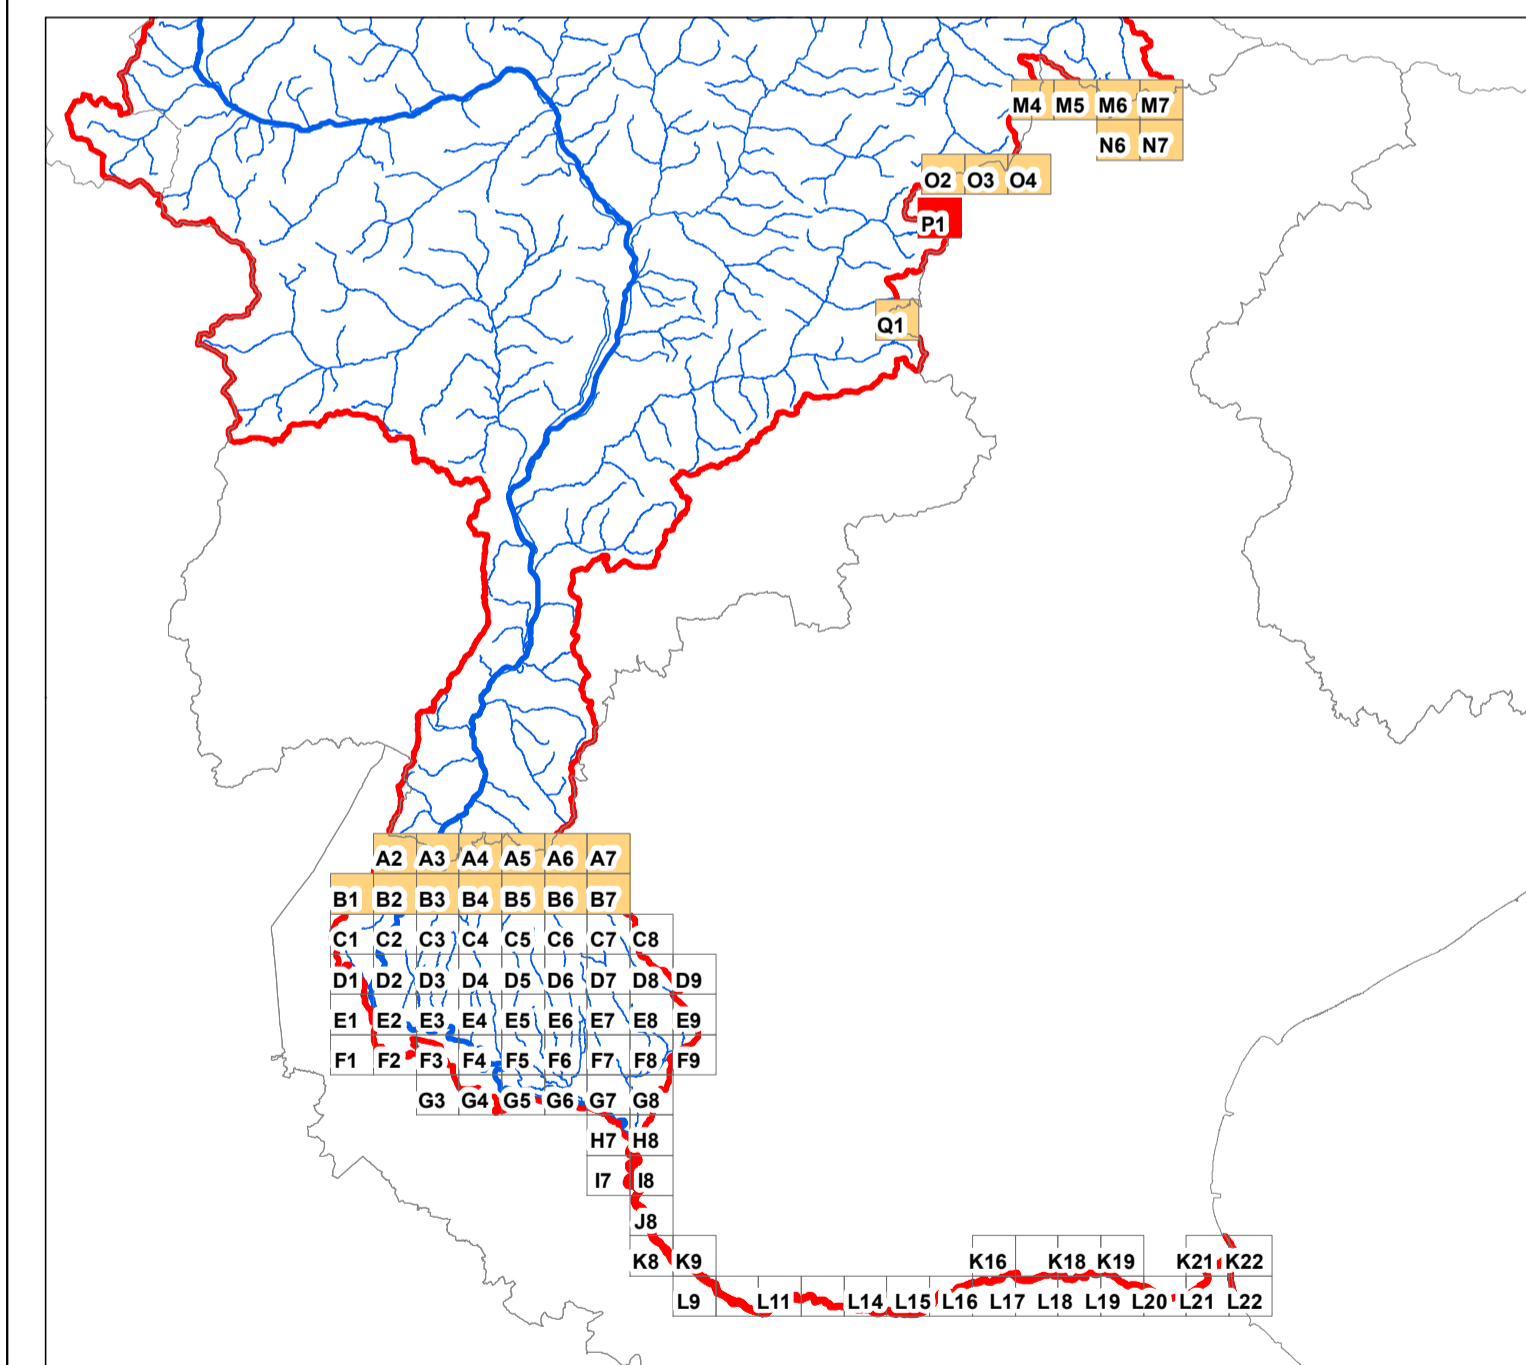 M4 M5 M6 M7
N6 N7
O2 O3 O4
P1
Q1
A2 A3 A4 A5 A6 A7
B1 B2 B3 B4 B5 B6 B7
C1 C2 C3 C4 C5 C6 C7 C8
D1 D2 D3 D4 D5 D6 D7 D8 D9
E1 E2 E3 E4 E5 E6 E7 E8 E9
F1 F2 F3 F4 F5 F6 F7 F8 F9
G3 G4 G5 G6 G7 G8
H7 H8
I7 I8
J8
K8 K9 K16 K18 K19 K21 K22
L9 L11 L14 L15 L16 L17 L18 L19 L20 L21 L22